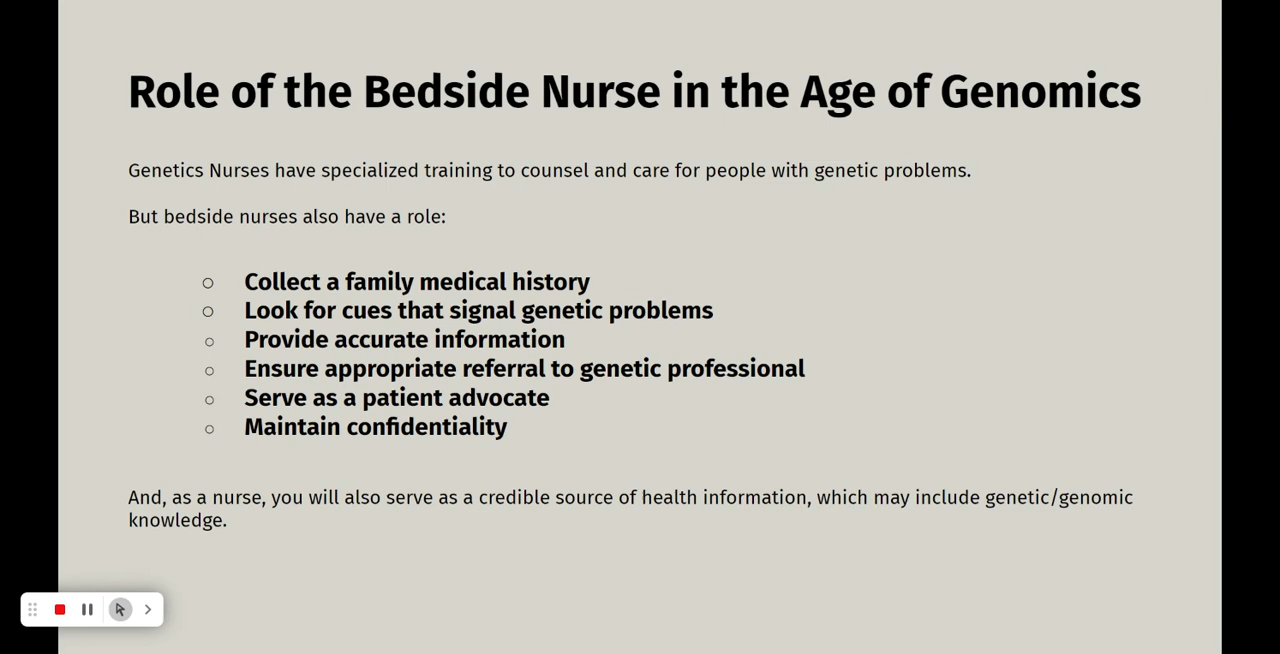 Role of the Bedside Nurse in the Age of Genomics
Genetics Nurses have specialized training to counsel and care for people with genetic problems.
But bedside nurses also have a role:
○ Collect a family medical history
○ Look for cues that signal genetic problems
○ Provide accurate information
○ Ensure appropriate referral to genetic professional
○ Serve as a patient advocate
○ Maintain confidentiality
And, as a nurse, you will also serve as a credible source of health information, which may include genetic/genomic
knowledge.